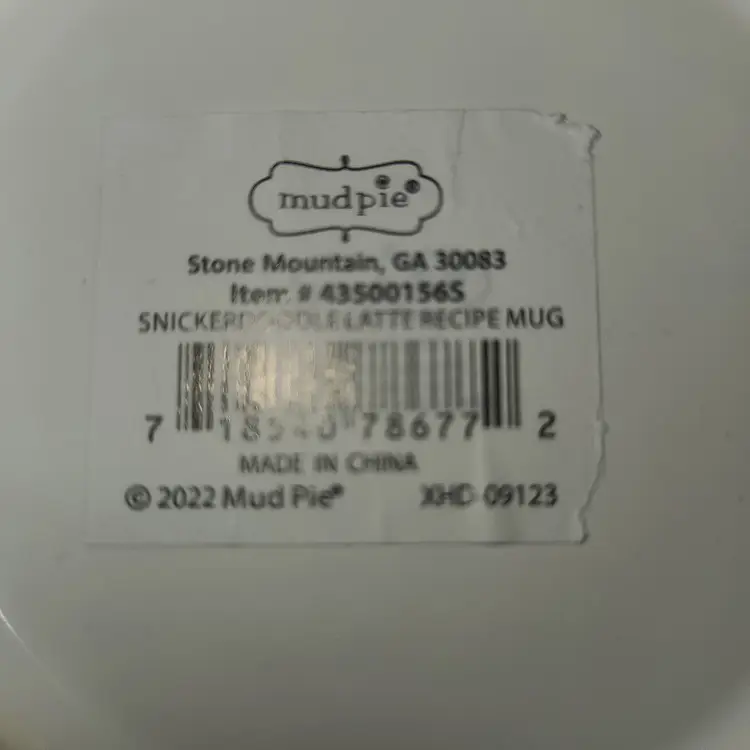 mudpie®
Stone Mountain, GA 30083
Item # 43500156S
SNICKERDOODLE LATTE RECIPE MUG
7 18540 78677 2
MADE IN CHINA
© 2022 Mud Pie® XHD 09123